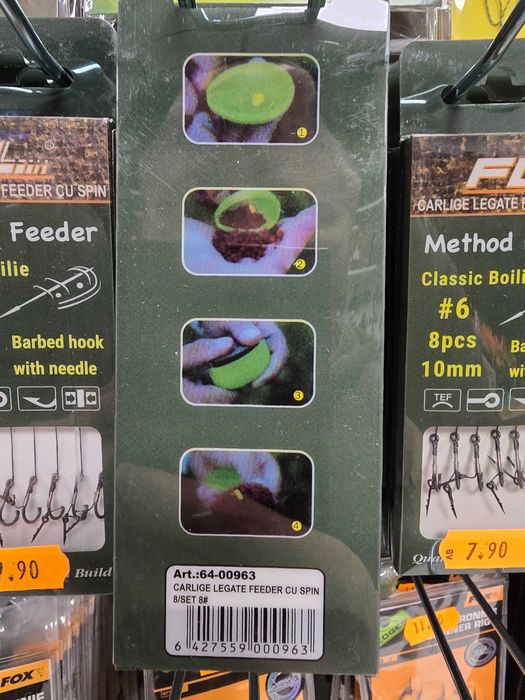 FEEDER CU SPIN
Feeder
ilie
Barbed hook
with needle
.90
Build
1
2
3
4
Art.:64-00963
CARLIGE LEGATE FEEDER CU SPIN
8/SET 8#
6 427559 000963
CARLIGE LEGATE
Method
Classic Boili
#6
8pcs
10mm
TEF
AB
7.90
FOX